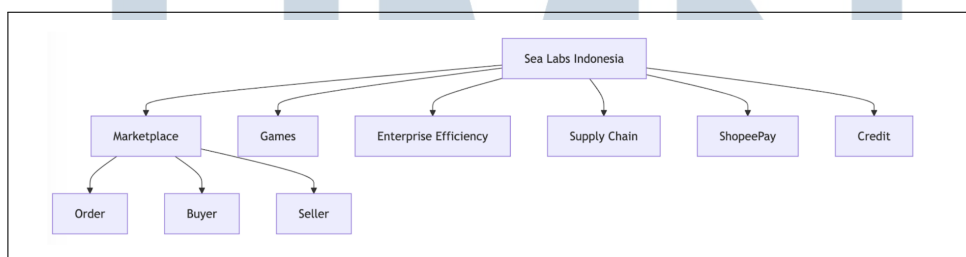 Sea Labs Indonesia
Marketplace
Games
Enterprise Efficiency
Supply Chain
ShopeePay
Credit
Order
Buyer
Seller